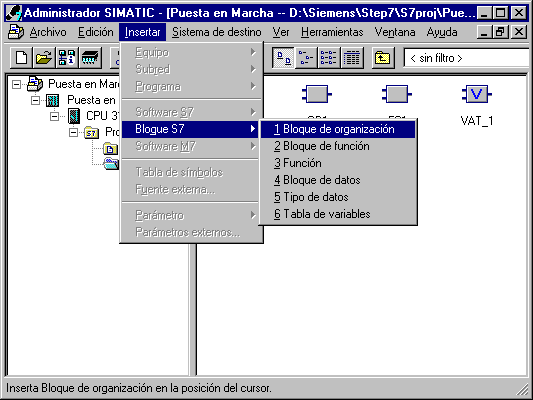 Administrador SIMATIC - [Puesta en Marcha -- D:\Siemens\Step7\S7proj\Pue...
Archivo Edición Insertar Sistema de destino Ver Herramientas Ventana Ayuda
< sin filtro >
Equipo
Subred
Programa
Software S7
Bloque S7
Software M7
Tabla de símbolos
Fuente externa...
Parámetro
Parámetros externos...
1 Bloque de organización
2 Bloque de función
3 Función
4 Bloque de datos
5 Tipo de datos
6 Tabla de variables
Puesta en Mar
Puesta en
CPU 3
Pro
VAT_1
Inserta Bloque de organización en la posición del cursor.